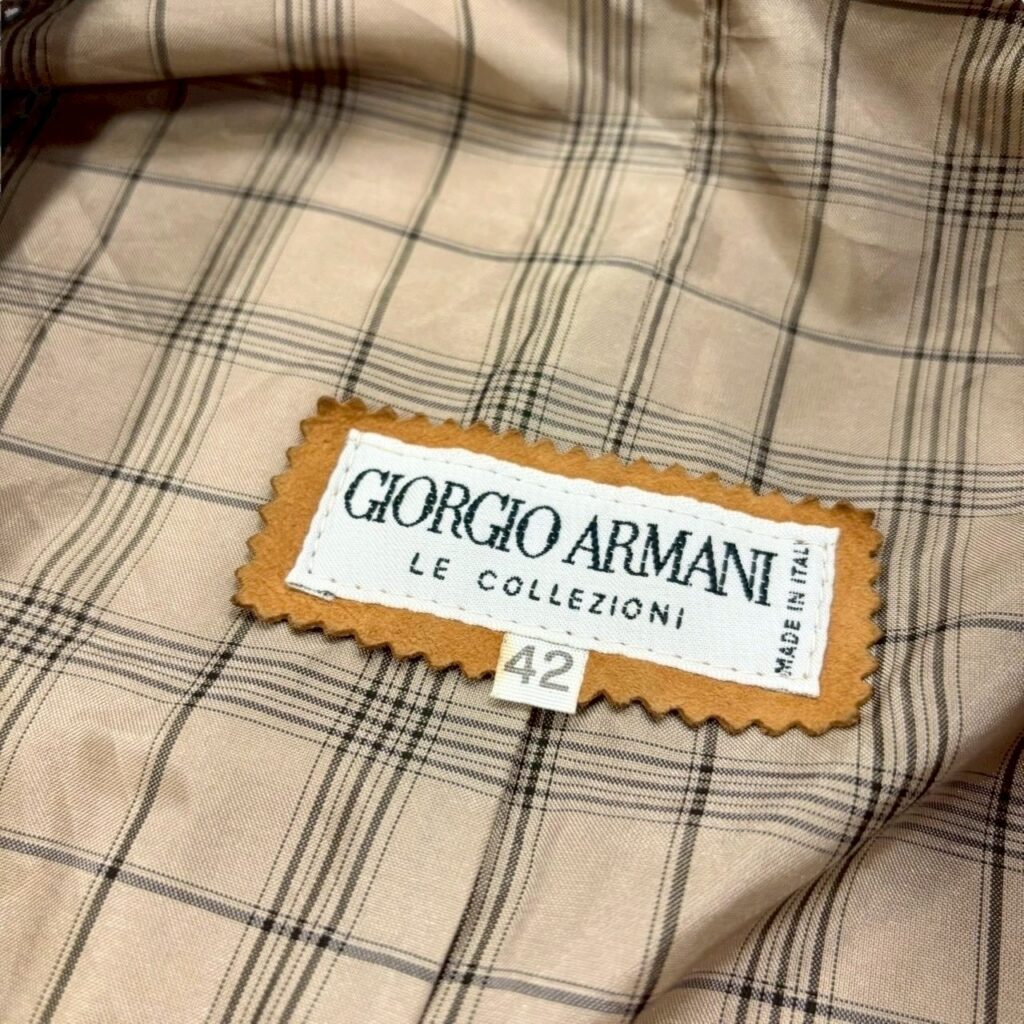 GIORGIO ARMANI
LE COLLEZIONI
MADE IN ITALY
42